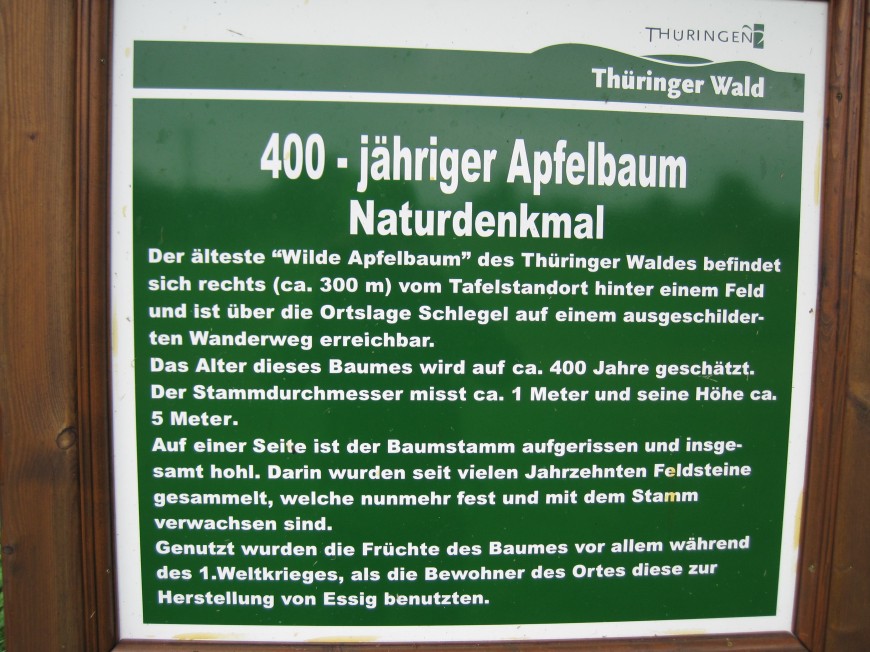 THÜRINGEN
Thüringer Wald
400 - jähriger Apfelbaum
Naturdenkmal
Der älteste “Wilde Apfelbaum” des Thüringer Waldes befindet
sich rechts (ca. 300 m) vom Tafelstandort hinter einem Feld
und ist über die Ortslage Schlegel auf einem ausgeschilder-
ten Wanderweg erreichbar.
Das Alter dieses Baumes wird auf ca. 400 Jahre geschätzt.
Der Stammdurchmesser misst ca. 1 Meter und seine Höhe ca.
5 Meter.
Auf einer Seite ist der Baumstamm aufgerissen und insge-
samt hohl. Darin wurden seit vielen Jahrzehnten Feldsteine
gesammelt, welche nunmehr fest und mit dem Stamm
verwachsen sind.
Genutzt wurden die Früchte des Baumes vor allem während
des 1.Weltkrieges, als die Bewohner des Ortes diese zur
Herstellung von Essig benutzten.